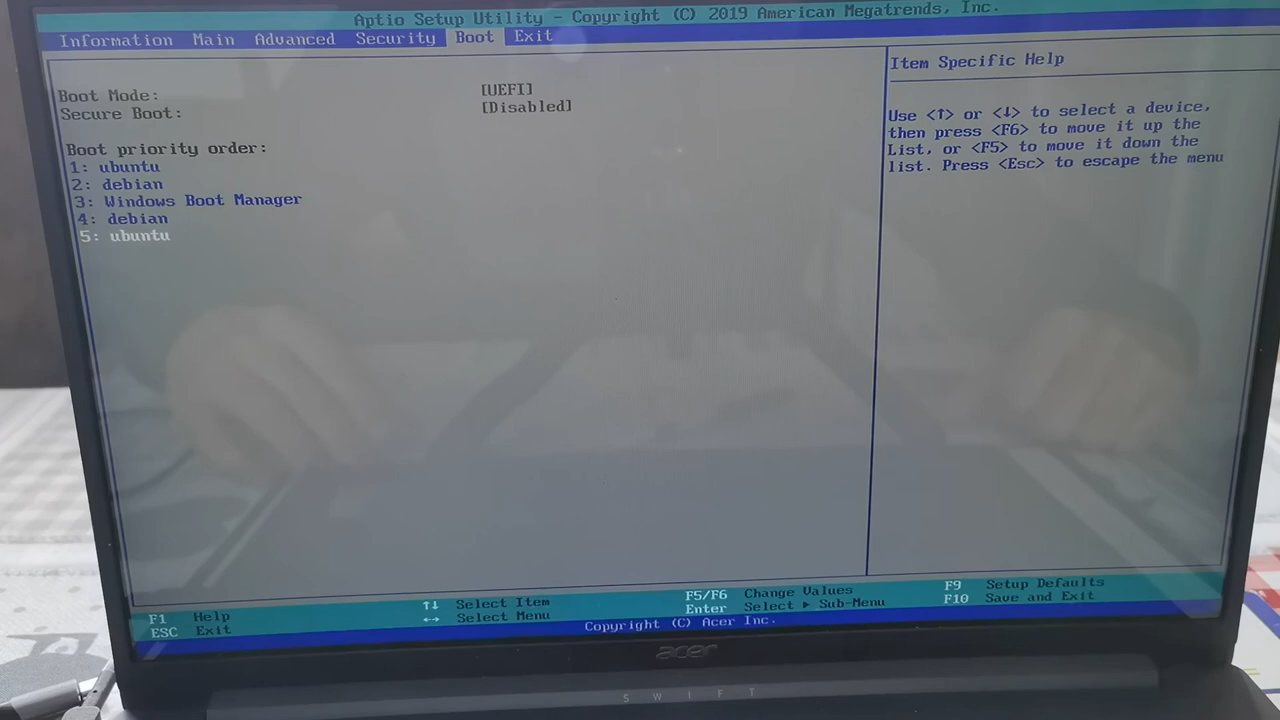 Aptio Setup Utility - Copyright (C) 2019 American Megatrends, Inc.
Information Main Advanced Security Boot Exit
Boot Mode: [UEFI]
Secure Boot: [Disabled]
Boot priority order:
1: ubuntu
2: debian
3: Windows Boot Manager
4: debian
5: ubuntu
Item Specific Help
Use <↑> or <↓> to select a device,
then press <F6> to move it up the
List, or <F5> to move it down the
list. Press <Esc> to escape the menu
F1 Help ↑↓ Select Item F5/F6 Change Values F9 Setup Defaults
ESC Exit ←→ Select Menu Enter Select ▶ Sub-Menu F10 Save and Exit
Copyright (C) Acer Inc.
acer
SWIFT